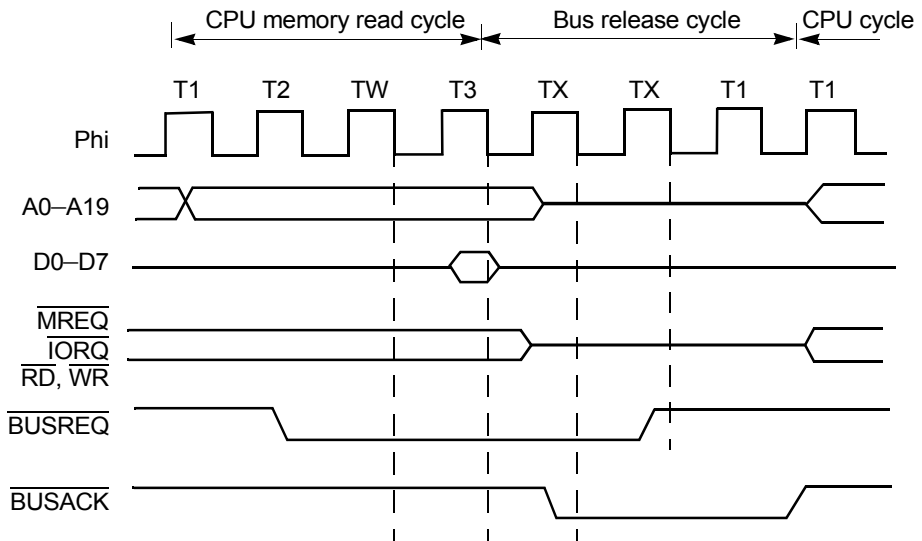 CPU memory read cycle Bus release cycle CPU cycle
T1 T2 TW T3 TX TX T1 T1
Phi
A0–A19
D0–D7
MREQ
IORQ
RD, WR
BUSREQ
BUSACK